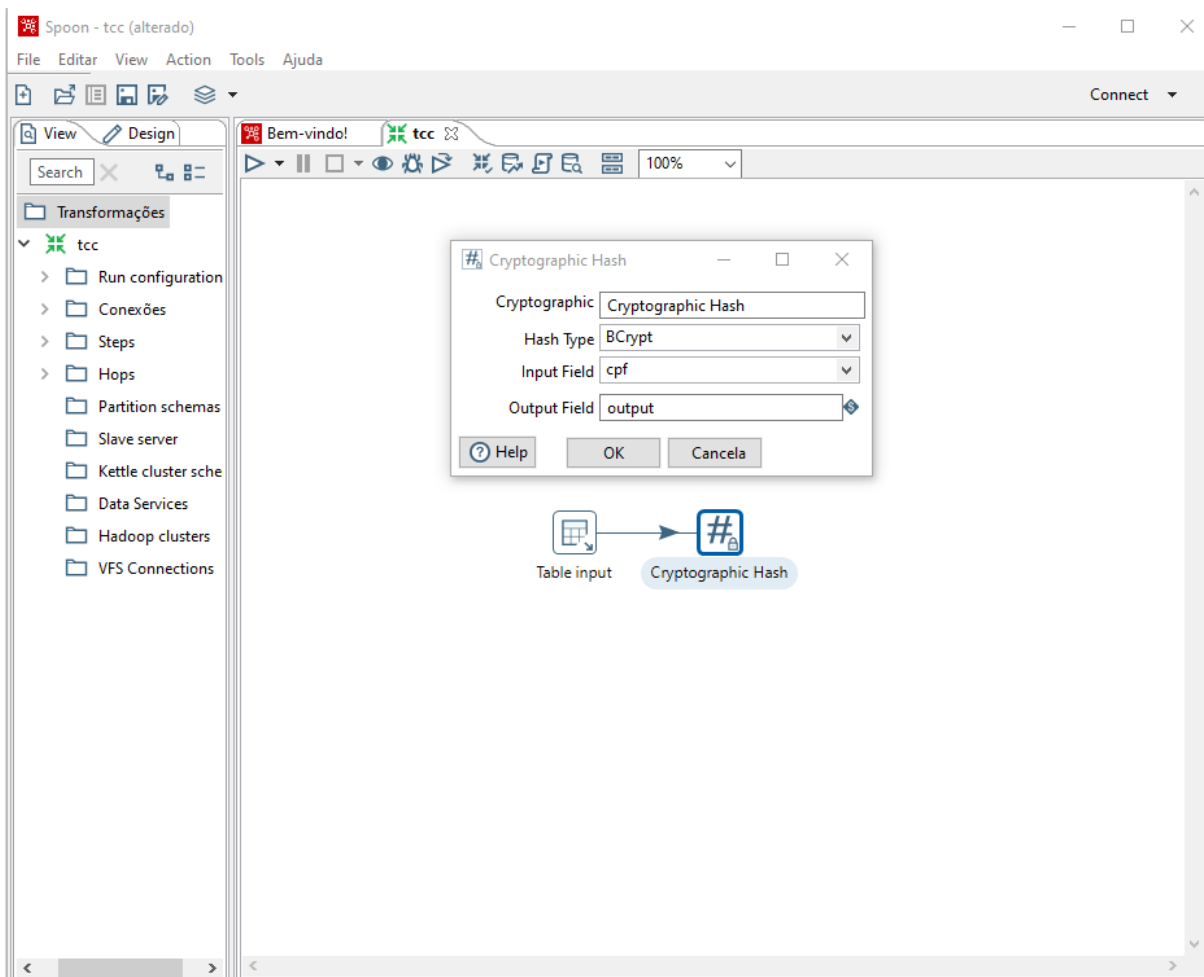 Spoon - tcc (alterado)
File Editar View Action Tools Ajuda
Connect
View Design
Bem-vindo! tcc
Search
100%
Transformações
tcc
Run configuration
Conexões
Steps
Hops
Partition schemas
Slave server
Kettle cluster sche
Data Services
Hadoop clusters
VFS Connections
Cryptographic Hash
Cryptographic Cryptographic Hash
Hash Type BCrypt
Input Field cpf
Output Field output
Help OK Cancela
Table input Cryptographic Hash